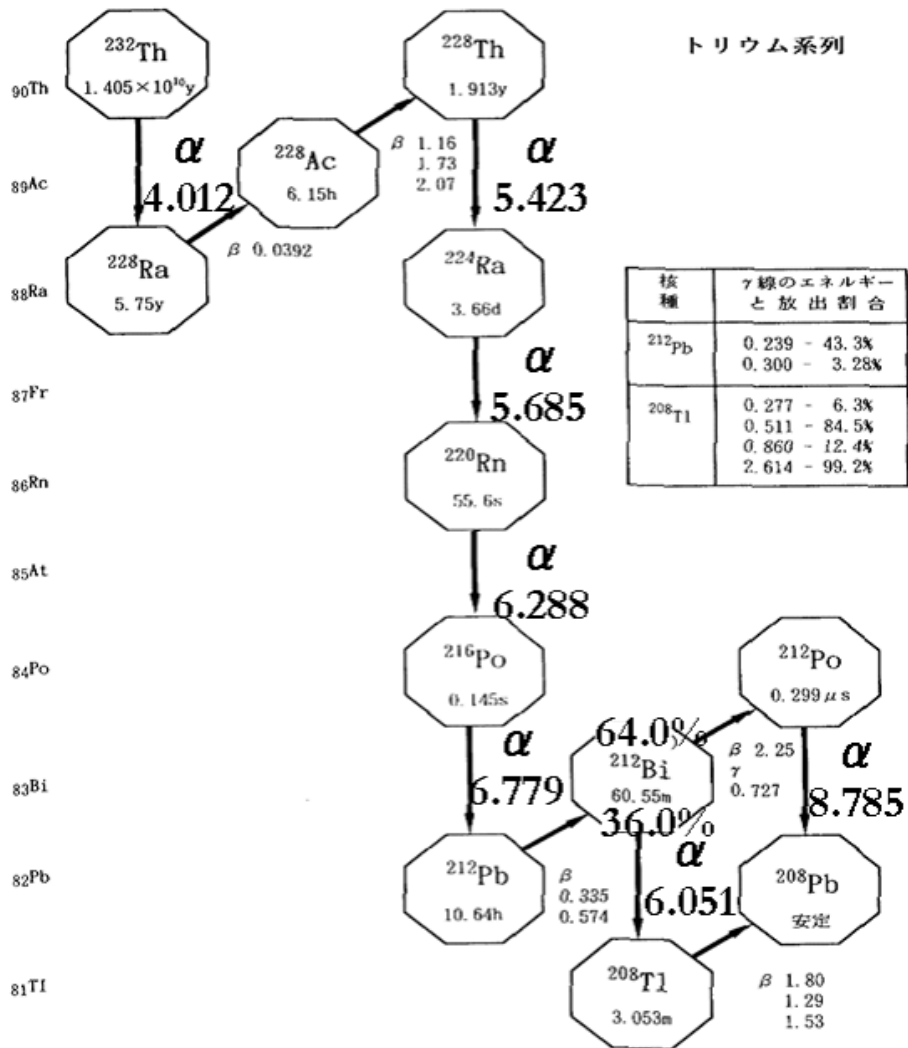 トリウム系列
²³²Th
1.405×10¹⁰y
²²⁸Th
1.913y
₉₀Th
α
4.012
²²⁸Ac
6.15h
β 1.16
1.73
2.07
α
5.423
₈₉Ac
²²⁸Ra
5.75y
β 0.0392
²²⁴Ra
3.66d
₈₈Ra
核種 γ線のエネルギーと放出割合
²¹²Pb 0.239 - 43.3%
0.300 - 3.28%
²⁰⁸Tl 0.277 - 6.3%
0.511 - 84.5%
0.860 - 12.4%
2.614 - 99.2%
₈₇Fr
α
5.685
²²⁰Rn
55.6s
₈₆Rn
₈₅At
α
6.288
²¹⁶Po
0.145s
²¹²Po
0.299μs
₈₄Po
α
6.779
64.0%
²¹²Bi
60.55m
36.0%
β 2.25
γ
0.727
α
8.785
₈₃Bi
²¹²Pb
10.64h
β
0.335
0.574
α
6.051
²⁰⁸Pb
安定
₈₂Pb
²⁰⁸Tl
3.053m
β 1.80
1.29
1.53
₈₁Tl